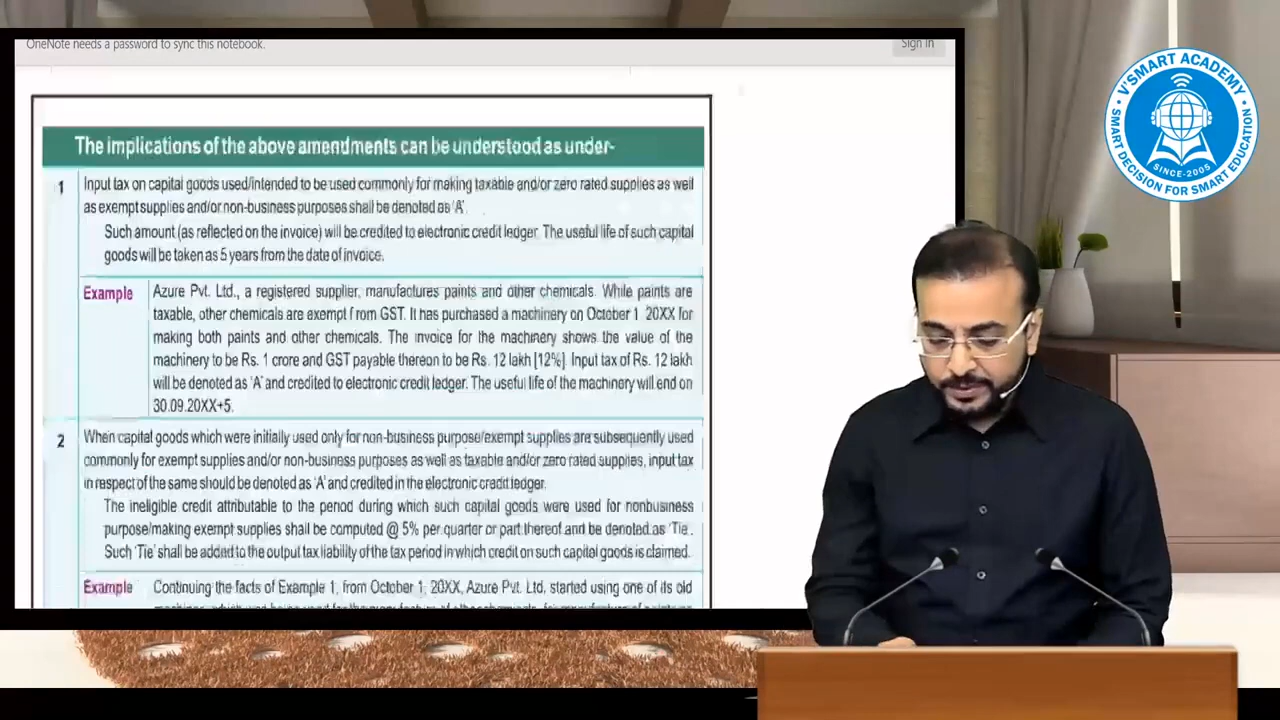 OneNote needs a password to sync this notebook.
Sign in
The implications of the above amendments can be understood as under-
1
Input tax on capital goods used/intended to be used commonly for making taxable and/or zero rated supplies as well
as exempt supplies and/or non-business purposes shall be denoted as 'A'.
Such amount (as reflected on the invoice) will be credited to electronic credit ledger. The useful life of such capital
goods will be taken as 5 years from the date of invoice.
Example
Azure Pvt. Ltd., a registered supplier, manufactures paints and other chemicals. While paints are
taxable, other chemicals are exempt from GST. It has purchased a machinery on October 1 20XX for
making both paints and other chemicals. The invoice for the machinery shows the value of the
machinery to be Rs. 1 crore and GST payable thereon to be Rs. 12 lakh [12%]. Input tax of Rs. 12 lakh
will be denoted as 'A' and credited to electronic credit ledger. The useful life of the machinery will end on
30.09.20XX+5.
2
When capital goods which were initially used only for non-business purpose/exempt supplies are subsequently used
commonly for exempt supplies and/or non-business purposes as well as taxable and/or zero rated supplies, input tax
in respect of the same should be denoted as 'A' and credited in the electronic credit ledger.
The ineligible credit attributable to the period during which such capital goods were used for nonbusiness
purpose/making exempt supplies shall be computed @ 5% per quarter or part thereof and be denoted as 'Tie'.
Such 'Tie' shall be added to the output tax liability of the tax period in which credit on such capital goods is claimed.
Example
Continuing the facts of Example 1, from October 1, 20XX, Azure Pvt. Ltd. started using one of its old
V'SMART ACADEMY
SINCE-2005
SMART DECISION FOR SMART EDUCATION